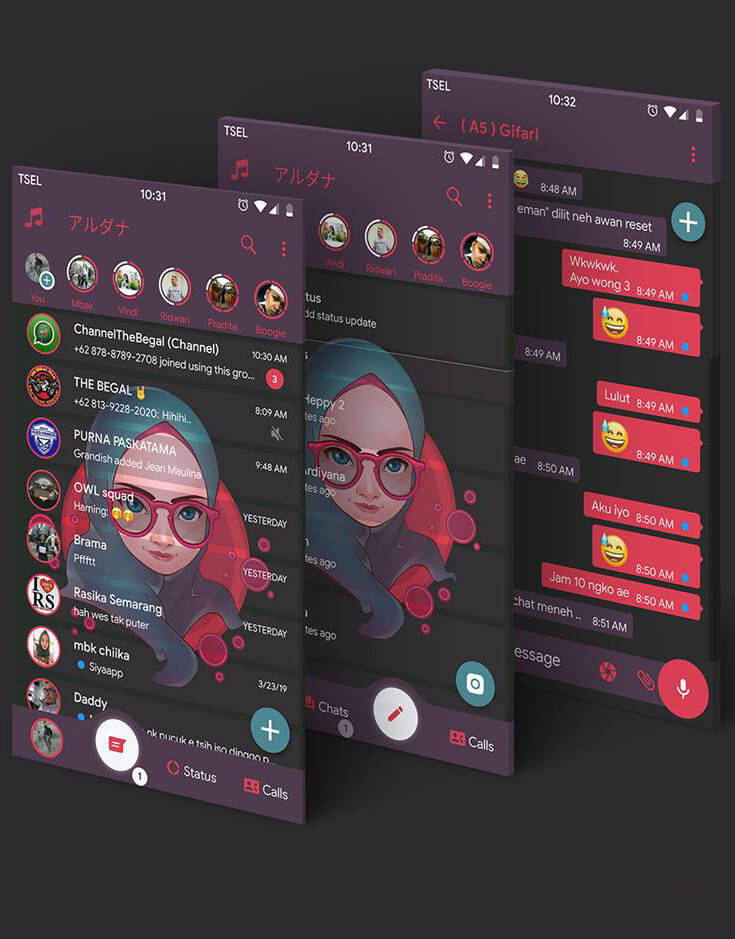 TSEL
10:31
アルダナ
You
Mbak
Vindi
Ridwan
Pradita
Boogie
ChannelTheBegal (Channel)
10:30 AM
+62 878-8789-2708 joined using this gro...
3
THE BEGAL🤘
8:09 AM
+62 813-9228-2020: Hihihi..
PURNA PASKATAMA
9:48 AM
Grandish added Jean Maulina
OWL squad
YESTERDAY
Haming: 😁😁
Brama
YESTERDAY
Pffftt
I
RS
Rasika Semarang
YESTERDAY
hah wes tak puter
mbk chiika
3/23/19
Siyaapp
Daddy
nk pucuk e tsih iso dinggo p...
1
Status
Calls
TSEL
10:31
アルダナ
Vindi
Ridwan
Pradita
Boogie
tus
dd status update
s
Heppy 2
tes ago
Ardiyana
tes ago
tes ago
a
tes ago
Chats
1
Calls
TSEL
10:32
( A5 ) Gifari
😅 8:48 AM
eman" dilit neh awan reset
8:49 AM
Wkwkwk.
Ayo wong 3 8:49 AM
😅
8:49 AM
8:49 AM
Lulut 8:49 AM
😅
8:49 AM
ae 8:50 AM
Aku iyo 8:50 AM
😅
8:50 AM
Jam 10 ngko ae 8:50 AM
chat meneh .. 8:51 AM
essage